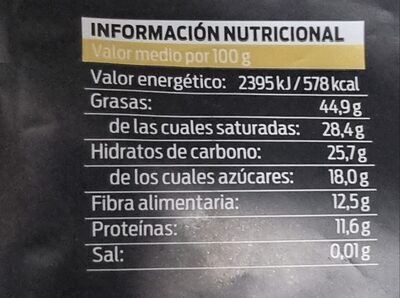 INFORMACIÓN NUTRICIONAL
Valor medio por 100 g
Valor energético: 2395 kJ / 578 kcal
Grasas: 44,9 g
de las cuales saturadas: 28,4 g
Hidratos de carbono: 25,7 g
de los cuales azúcares: 18,0 g
Fibra alimentaria: 12,5 g
Proteínas: 11,6 g
Sal: 0,01 g